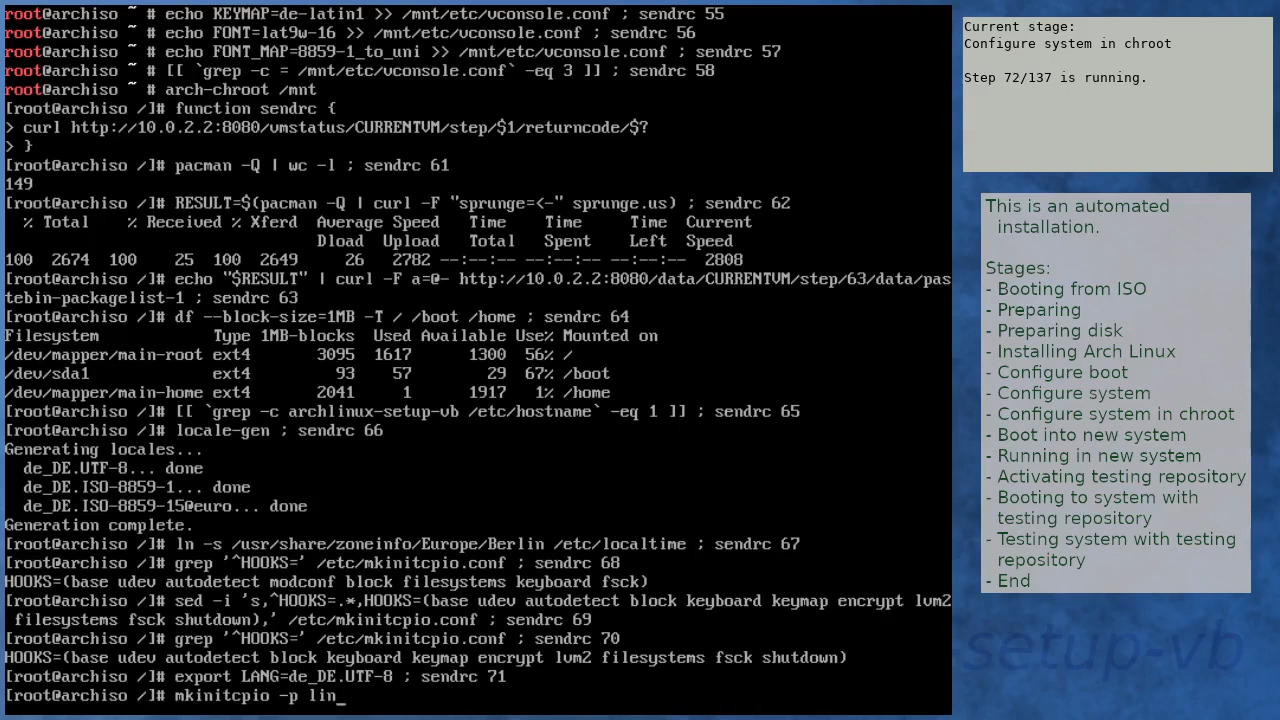 root@archiso ~ # echo KEYMAP=de-latin1 >> /mnt/etc/vconsole.conf ; sendrc 55
root@archiso ~ # echo FONT=lat9w-16 >> /mnt/etc/vconsole.conf ; sendrc 56
root@archiso ~ # echo FONT_MAP=8859-1_to_uni >> /mnt/etc/vconsole.conf ; sendrc 57
root@archiso ~ # [[ `grep -c = /mnt/etc/vconsole.conf` -eq 3 ]] ; sendrc 58
root@archiso ~ # arch-chroot /mnt
[root@archiso /]# function sendrc {
> curl http://10.0.2.2:8080/vmstatus/CURRENTVM/step/$1/returncode/$?
> }
[root@archiso /]# pacman -Q | wc -l ; sendrc 61
149
[root@archiso /]# RESULT=$(pacman -Q | curl -F "sprunge=<-" sprunge.us) ; sendrc 62
  % Total    % Received % Xferd  Average Speed   Time    Time     Time  Current
                                 Dload  Upload   Total   Spent    Left  Speed
100  2674  100    25  100  2649     26   2782 --:--:-- --:--:-- --:--:--  2808
[root@archiso /]# echo "$RESULT" | curl -F a=@- http://10.0.2.2:8080/data/CURRENTVM/step/63/data/pas
tebin-packagelist-1 ; sendrc 63
[root@archiso /]# df --block-size=1MB -T / /boot /home ; sendrc 64
Filesystem            Type 1MB-blocks  Used Available Use% Mounted on
/dev/mapper/main-root ext4       3095  1617      1300  56% /
/dev/sda1             ext4         93    57        29  67% /boot
/dev/mapper/main-home ext4       2041     1      1917   1% /home
[root@archiso /]# [[ `grep -c archlinux-setup-vb /etc/hostname` -eq 1 ]] ; sendrc 65
[root@archiso /]# locale-gen ; sendrc 66
Generating locales...
  de_DE.UTF-8... done
  de_DE.ISO-8859-1... done
  de_DE.ISO-8859-15@euro... done
Generation complete.
[root@archiso /]# ln -s /usr/share/zoneinfo/Europe/Berlin /etc/localtime ; sendrc 67
[root@archiso /]# grep '^HOOKS=' /etc/mkinitcpio.conf ; sendrc 68
HOOKS=(base udev autodetect modconf block filesystems keyboard fsck)
[root@archiso /]# sed -i 's,^HOOKS=.*,HOOKS=(base udev autodetect block keyboard keymap encrypt lvm2
 filesystems fsck shutdown),' /etc/mkinitcpio.conf ; sendrc 69
[root@archiso /]# grep '^HOOKS=' /etc/mkinitcpio.conf ; sendrc 70
HOOKS=(base udev autodetect block keyboard keymap encrypt lvm2 filesystems fsck shutdown)
[root@archiso /]# export LANG=de_DE.UTF-8 ; sendrc 71
[root@archiso /]# mkinitcpio -p lin_
Current stage:
Configure system in chroot
Step 72/137 is running.
This is an automated
installation.
Stages:
- Booting from ISO
- Preparing
- Preparing disk
- Installing Arch Linux
- Configure boot
- Configure system
- Configure system in chroot
- Boot into new system
- Running in new system
- Activating testing repository
- Booting to system with
testing repository
- Testing system with testing
repository
- End
setup-vb